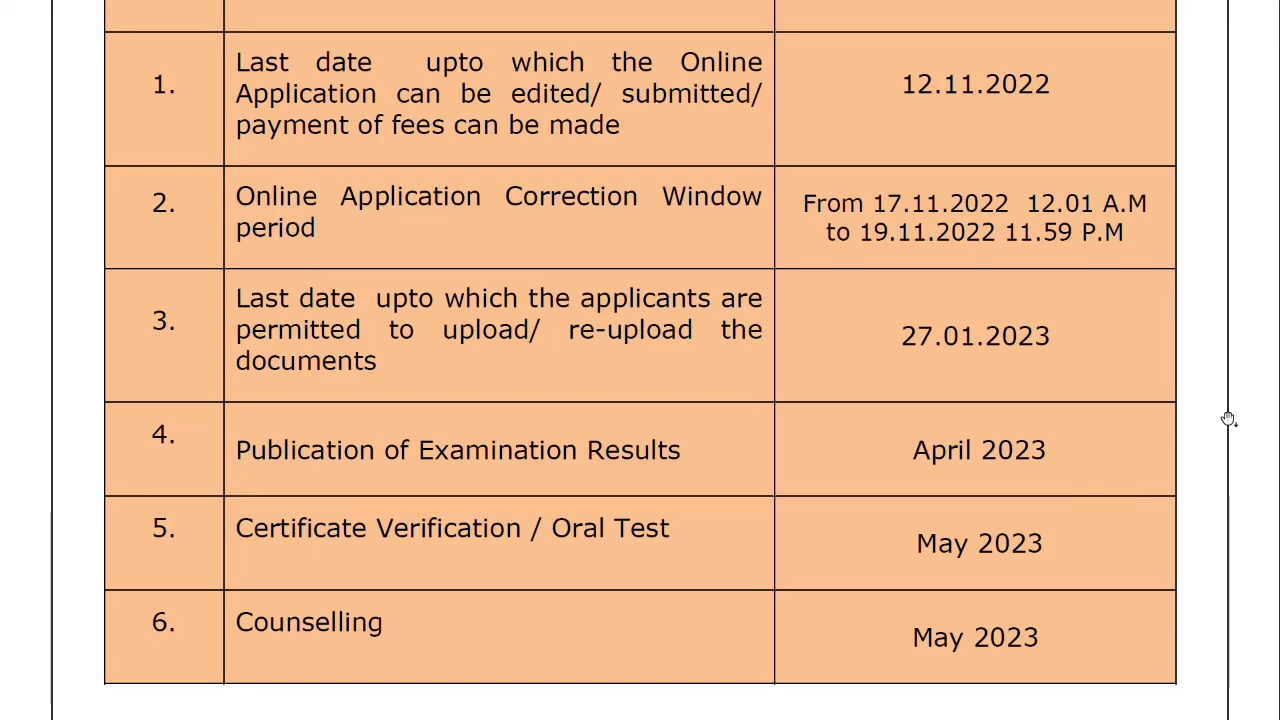 1.
Last date upto which the Online
Application can be edited/ submitted/
payment of fees can be made
12.11.2022
2.
Online Application Correction Window
period
From 17.11.2022 12.01 A.M
to 19.11.2022 11.59 P.M
3.
Last date upto which the applicants are
permitted to upload/ re-upload the
documents
27.01.2023
4.
Publication of Examination Results
April 2023
5.
Certificate Verification / Oral Test
May 2023
6.
Counselling
May 2023